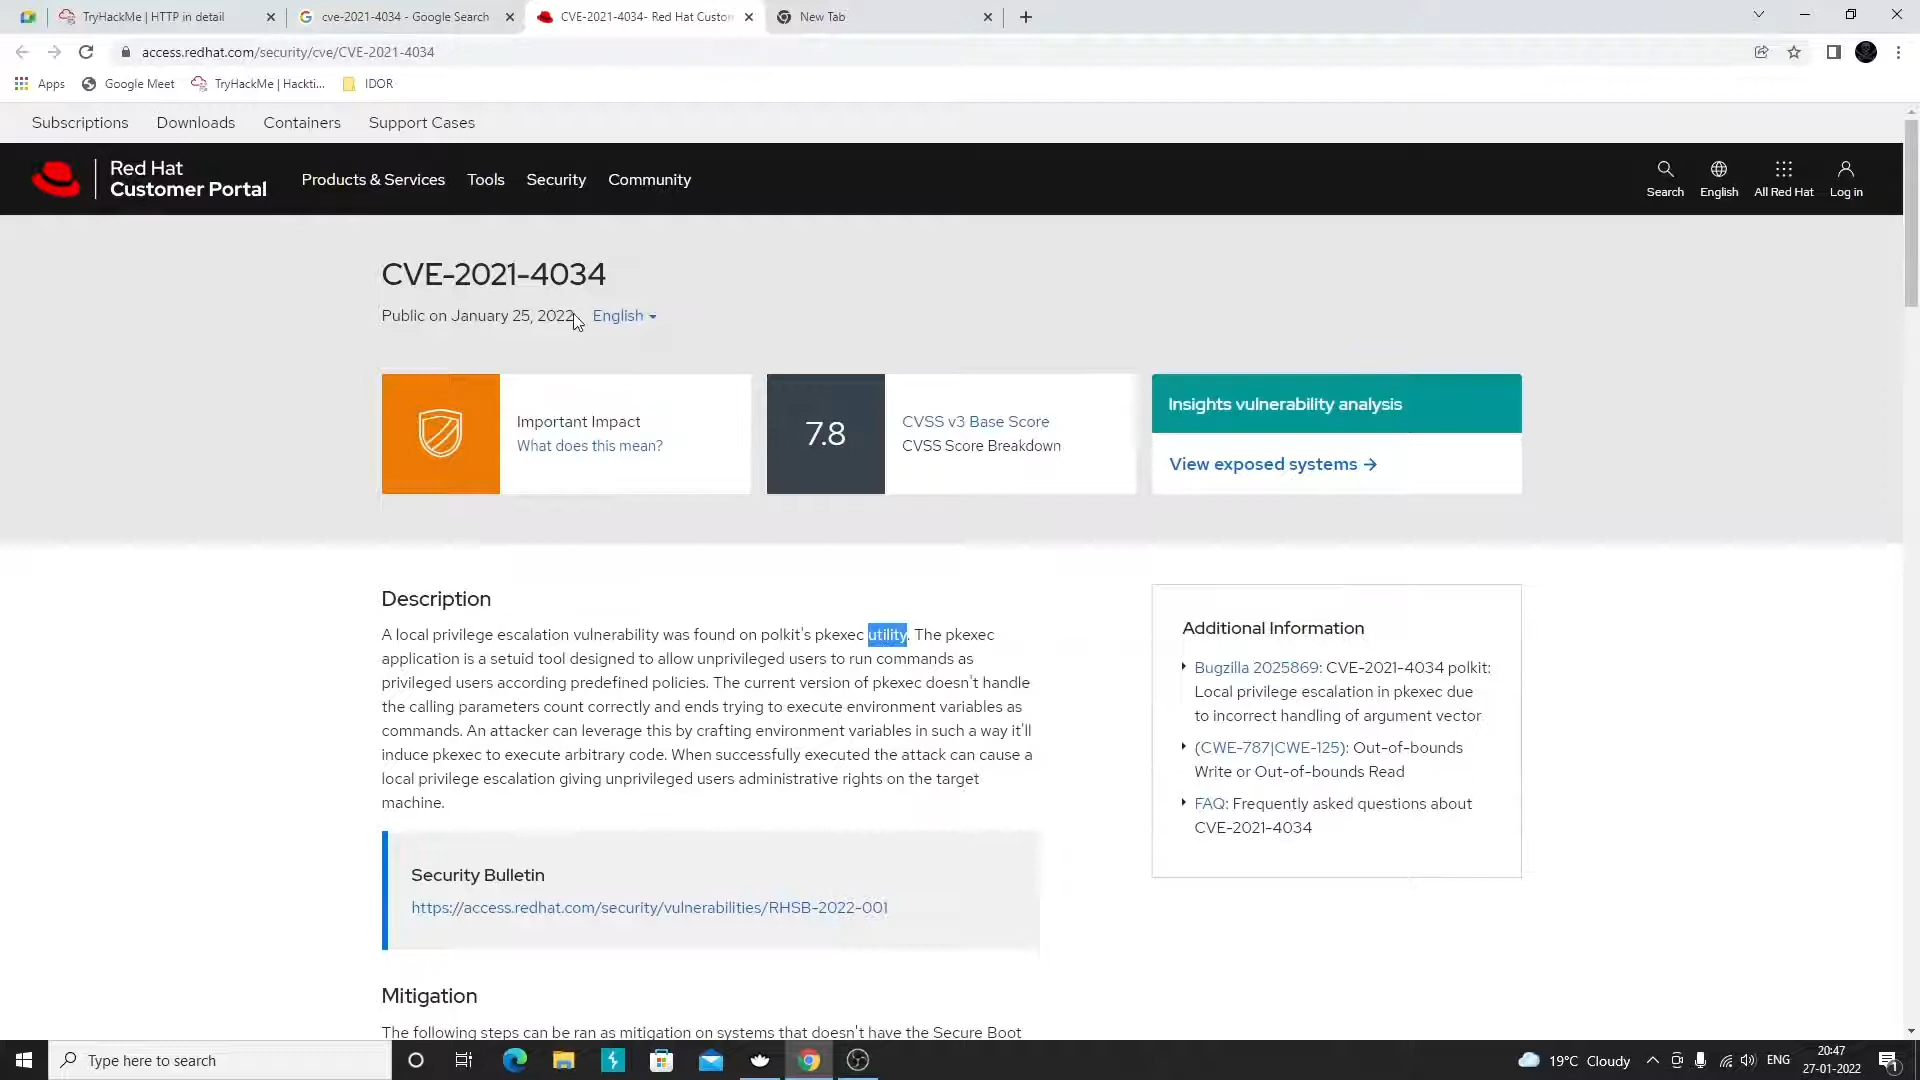 TryHackMe | HTTP in detail
cve-2021-4034 - Google Search
CVE-2021-4034- Red Hat Custom
New Tab
access.redhat.com/security/cve/CVE-2021-4034
Apps
Google Meet
TryHackMe | Hackti...
IDOR
Subscriptions
Downloads
Containers
Support Cases
Red Hat
Customer Portal
Products & Services
Tools
Security
Community
Search
English
All Red Hat
Log in
CVE-2021-4034
Public on January 25, 2022
English
Important Impact
What does this mean?
7.8
CVSS v3 Base Score
CVSS Score Breakdown
Insights vulnerability analysis
View exposed systems →
Description
A local privilege escalation vulnerability was found on polkit's pkexec utility. The pkexec
application is a setuid tool designed to allow unprivileged users to run commands as
privileged users according predefined policies. The current version of pkexec doesn't handle
the calling parameters count correctly and ends trying to execute environment variables as
commands. An attacker can leverage this by crafting environment variables in such a way it'll
induce pkexec to execute arbitrary code. When successfully executed the attack can cause a
local privilege escalation giving unprivileged users administrative rights on the target
machine.
Security Bulletin
https://access.redhat.com/security/vulnerabilities/RHSB-2022-001
Mitigation
The following steps can be ran as mitigation on systems that doesn't have the Secure Boot
Additional Information
Bugzilla 2025869: CVE-2021-4034 polkit:
Local privilege escalation in pkexec due
to incorrect handling of argument vector
(CWE-787|CWE-125): Out-of-bounds
Write or Out-of-bounds Read
FAQ: Frequently asked questions about
CVE-2021-4034
Type here to search
19°C Cloudy
ENG
20:47
27-01-2022
1